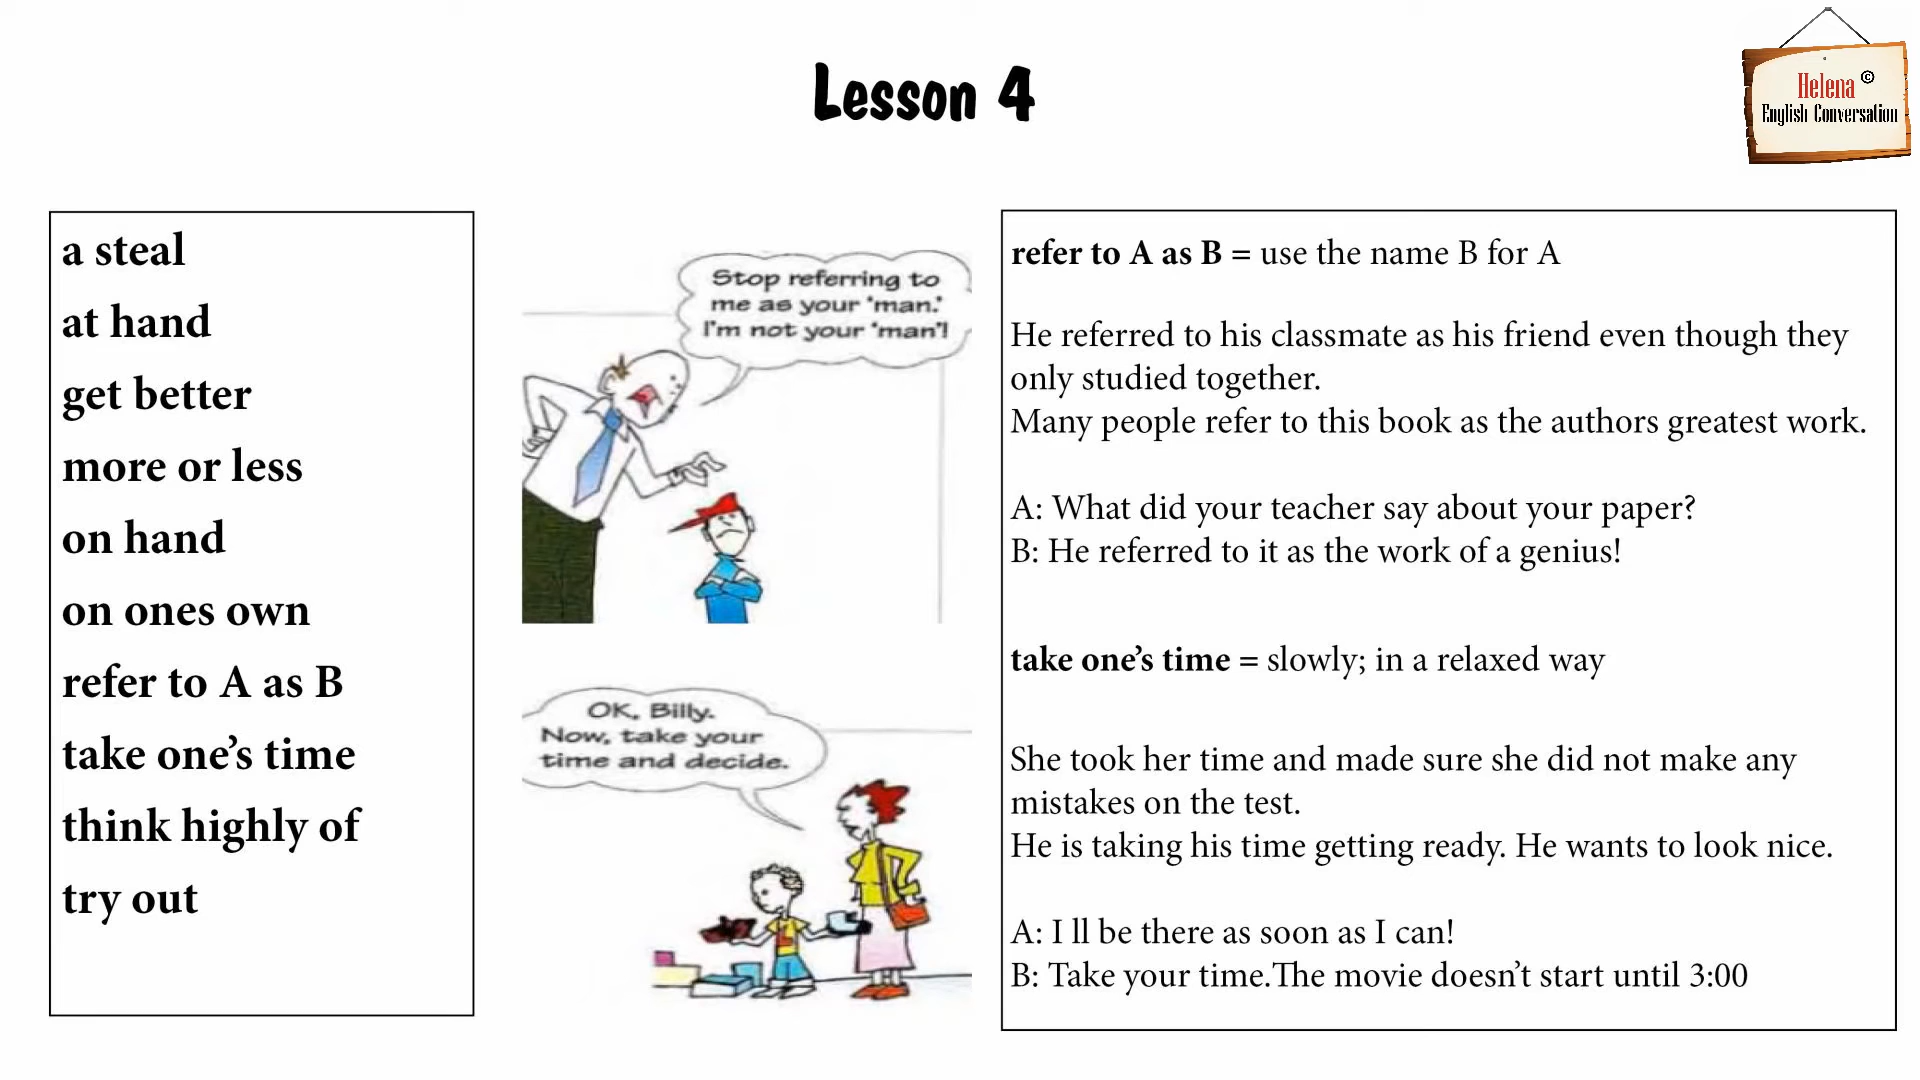 Lesson 4
Helena ©
English Conversation
a steal
at hand
get better
more or less
on hand
on ones own
refer to A as B
take one’s time
think highly of
try out
Stop referring to
me as your 'man.'
I'm not your 'man'!
OK, Billy.
Now, take your
time and decide.
refer to A as B = use the name B for A
He referred to his classmate as his friend even though they
only studied together.
Many people refer to this book as the authors greatest work.
A: What did your teacher say about your paper?
B: He referred to it as the work of a genius!
take one’s time = slowly; in a relaxed way
She took her time and made sure she did not make any
mistakes on the test.
He is taking his time getting ready. He wants to look nice.
A: I ll be there as soon as I can!
B: Take your time.The movie doesn’t start until 3:00